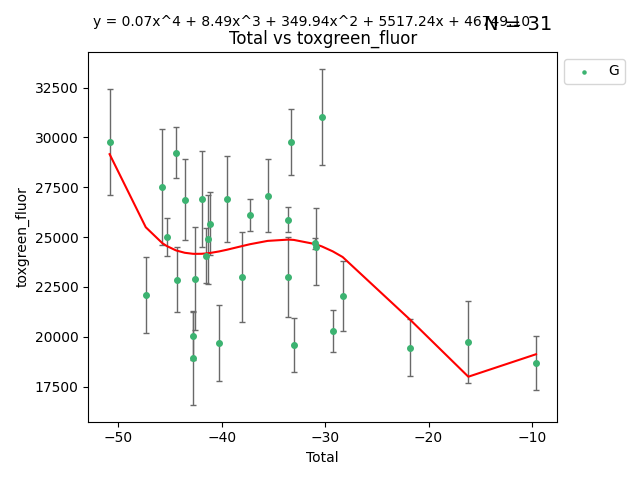 y = 0.07x^4 + 8.49x^3 + 349.94x^2 + 5517.24x +
N = 31
Total vs toxgreen_fluor
G
toxgreen_fluor
32500
30000
27500
25000
22500
20000
17500
−50
−40
−30
−20
−10
Total